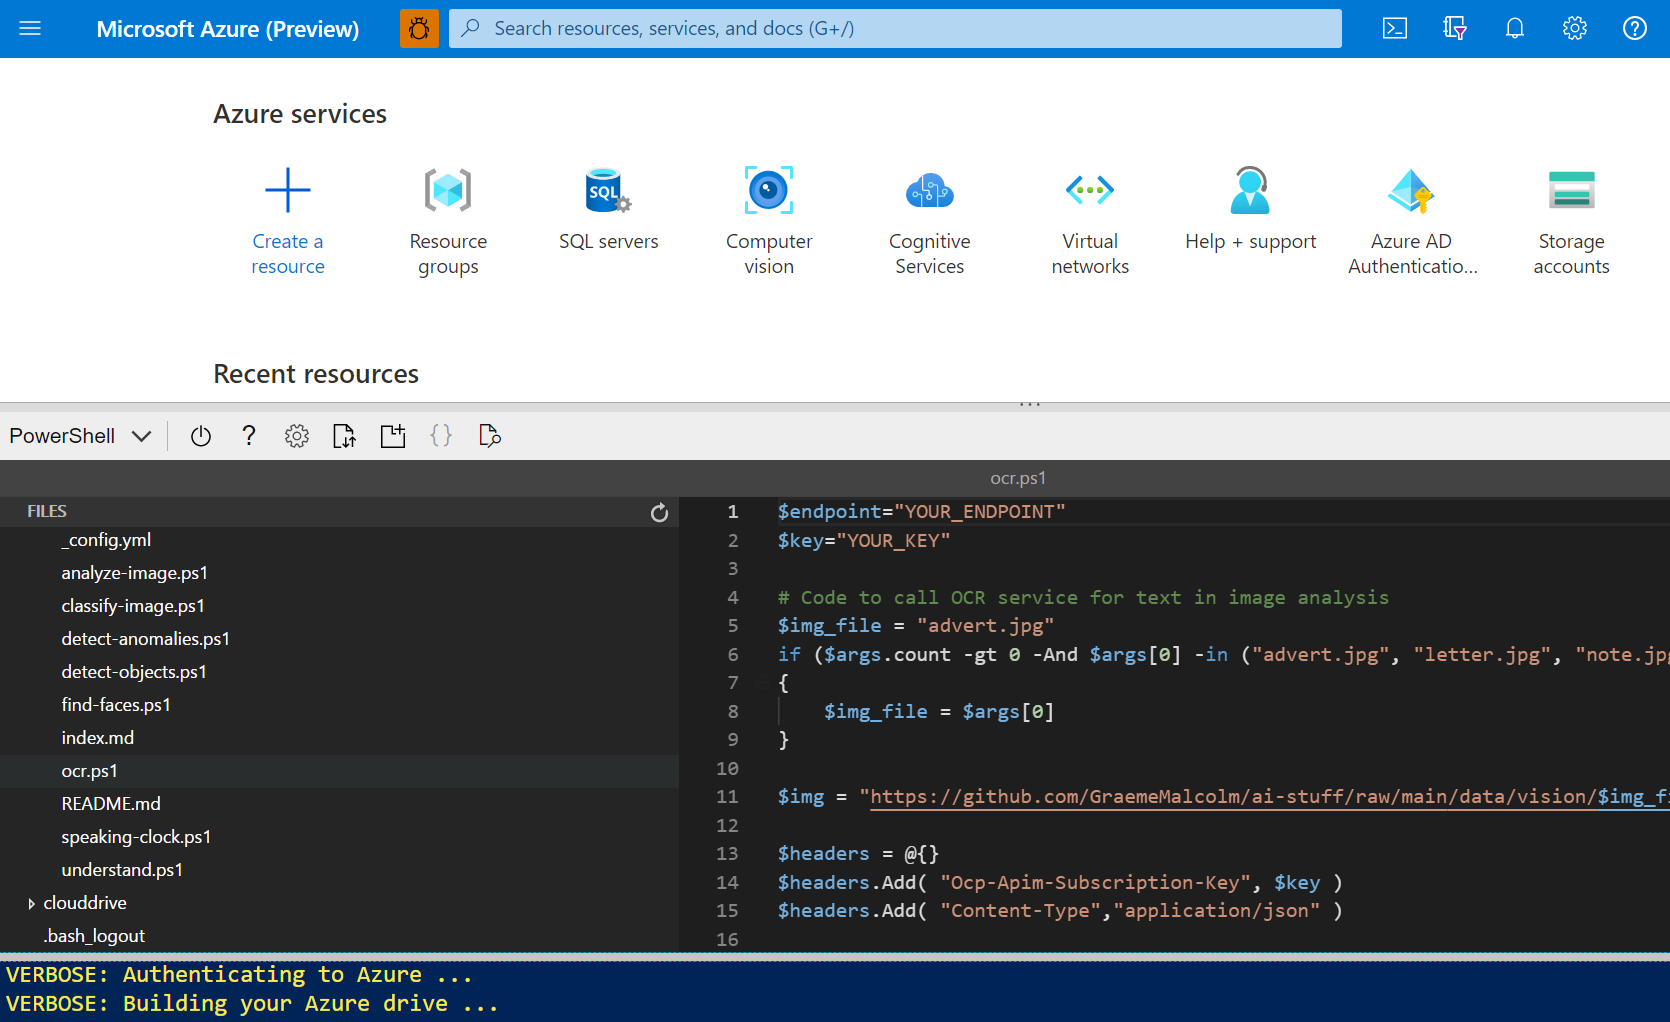 Microsoft Azure (Preview)
Search resources, services, and docs (G+/)
Azure services
Create a resource
Resource groups
SQL
SQL servers
Computer vision
Cognitive Services
Virtual networks
Help + support
Azure AD Authenticatio...
Storage accounts
Recent resources
PowerShell
ocr.ps1
FILES
_config.yml
analyze-image.ps1
classify-image.ps1
detect-anomalies.ps1
detect-objects.ps1
find-faces.ps1
index.md
ocr.ps1
README.md
speaking-clock.ps1
understand.ps1
clouddrive
.bash_logout
1 $endpoint="YOUR_ENDPOINT"
2 $key="YOUR_KEY"
3
4 # Code to call OCR service for text in image analysis
5 $img_file = "advert.jpg"
6 if ($args.count -gt 0 -And $args[0] -in ("advert.jpg", "letter.jpg", "note.jp
7 {
8 $img_file = $args[0]
9 }
10
11 $img = "https://github.com/GraemeMalcolm/ai-stuff/raw/main/data/vision/$img_f
12
13 $headers = @{}
14 $headers.Add( "Ocp-Apim-Subscription-Key", $key )
15 $headers.Add( "Content-Type","application/json" )
16
VERBOSE: Authenticating to Azure ...
VERBOSE: Building your Azure drive ...